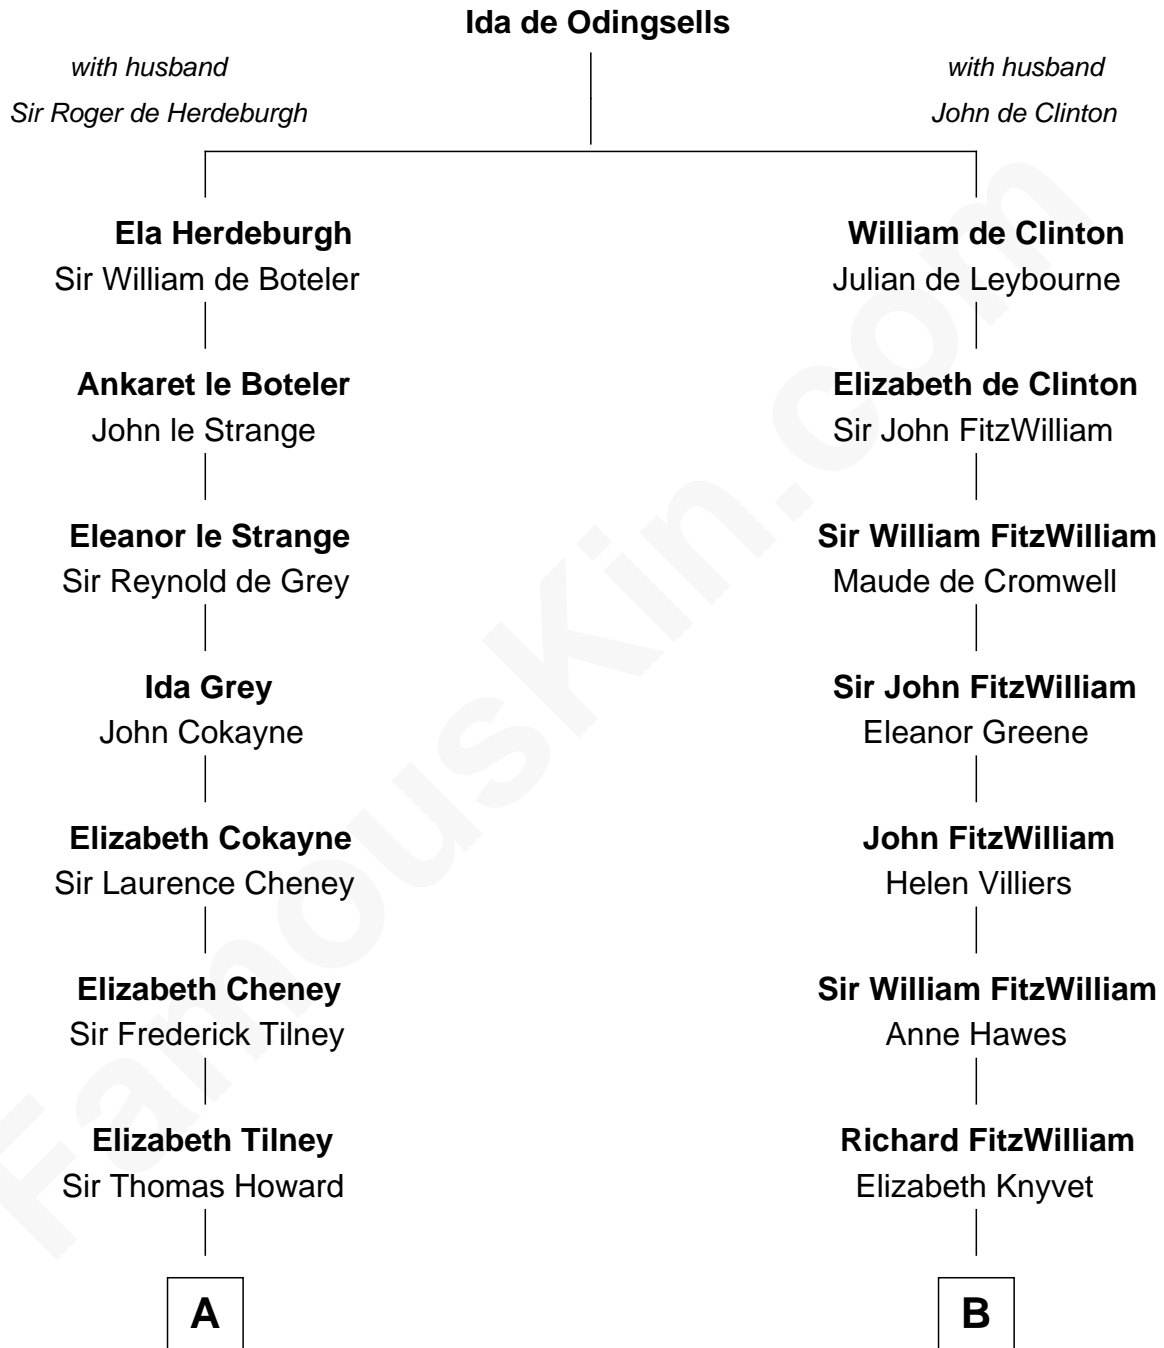 Ida de Odingsells
with husband
Sir Roger de Herdeburgh
with husband
John de Clinton
Ela Herdeburgh
Sir William de Boteler
William de Clinton
Julian de Leybourne
Ankaret le Boteler
John le Strange
Elizabeth de Clinton
Sir John FitzWilliam
Eleanor le Strange
Sir Reynold de Grey
Sir William FitzWilliam
Maude de Cromwell
Ida Grey
John Cokayne
Sir John FitzWilliam
Eleanor Greene
Elizabeth Cokayne
Sir Laurence Cheney
John FitzWilliam
Helen Villiers
Elizabeth Cheney
Sir Frederick Tilney
Sir William FitzWilliam
Anne Hawes
Elizabeth Tilney
Sir Thomas Howard
Richard FitzWilliam
Elizabeth Knyvet
A
B
FamousKin.com